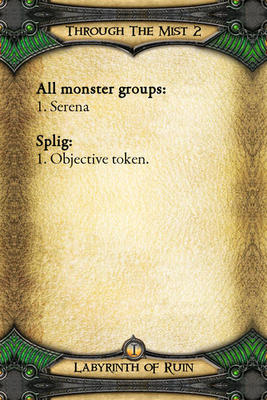 Through The Mist 2
All monster groups:
1. Serena
Splig:
1. Objective token.
1
Labyrinth of Ruin